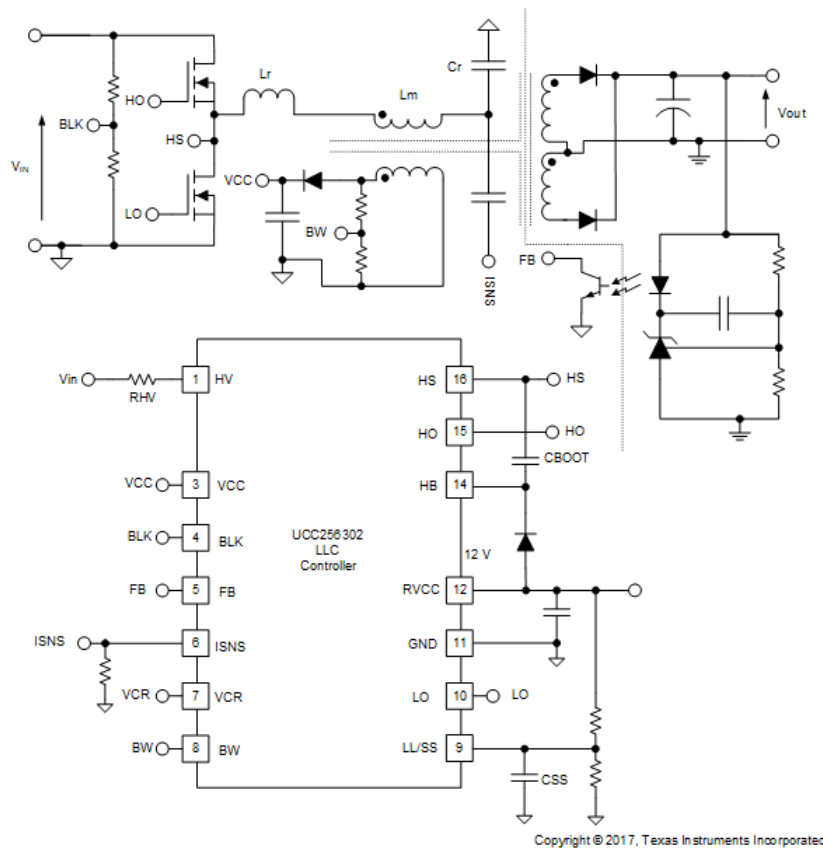 Cr
Lr
Lm
HO
BLK
HS
VIN
LO
VCC
BW
ISNS
Vout
FB
Vin
RHV
1
HV
HS
16
HS
HO
15
HO
CBOOT
VCC
3
VCC
HB
14
BLK
4
BLK
UCC256302
LLC
Controller
12 V
FB
5
FB
RVCC
12
ISNS
6
ISNS
GND
11
VCR
7
VCR
LO
10
LO
BW
8
BW
LL/SS
9
CSS
Copyright © 2017, Texas Instruments Incorporated